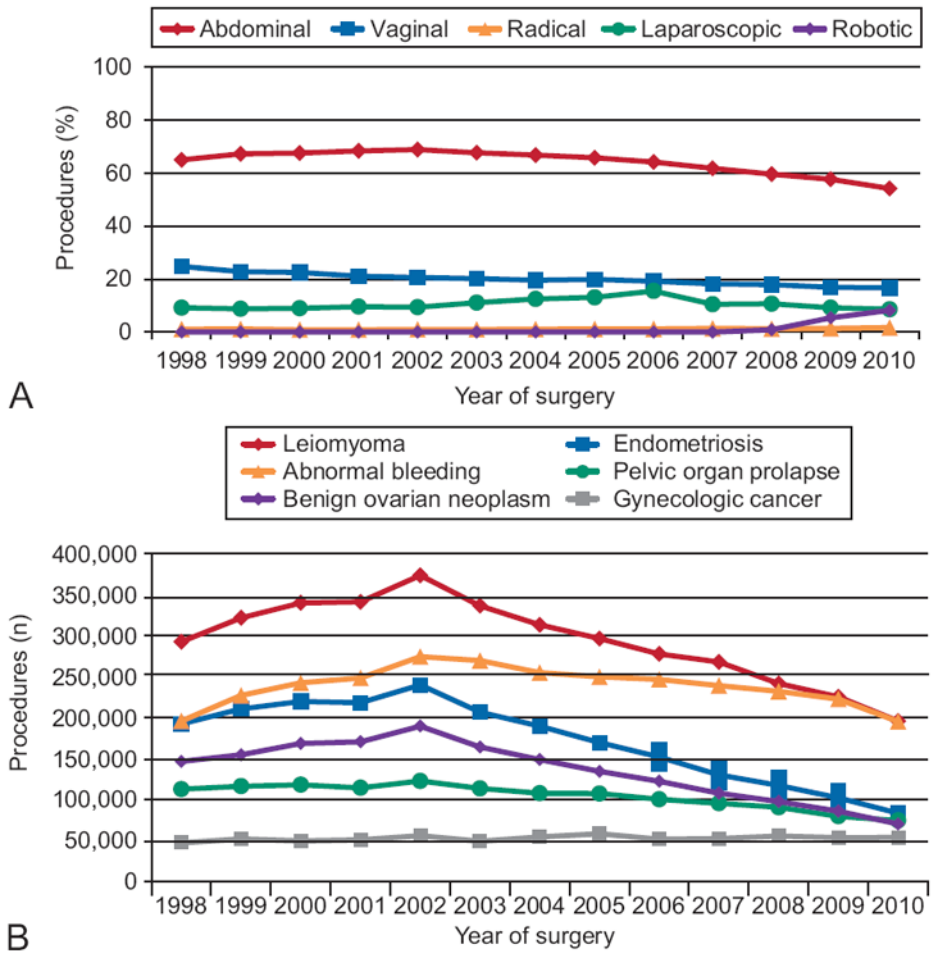 Abdominal Vaginal Radical Laparoscopic Robotic
100
80
60
40
20
0
Procedures (%)
1998 1999 2000 2001 2002 2003 2004 2005 2006 2007 2008 2009 2010
Year of surgery
A
Leiomyoma Endometriosis
Abnormal bleeding Pelvic organ prolapse
Benign ovarian neoplasm Gynecologic cancer
400,000
350,000
300,000
250,000
200,000
150,000
100,000
50,000
0
Procedures (n)
1998 1999 2000 2001 2002 2003 2004 2005 2006 2007 2008 2009 2010
Year of surgery
B